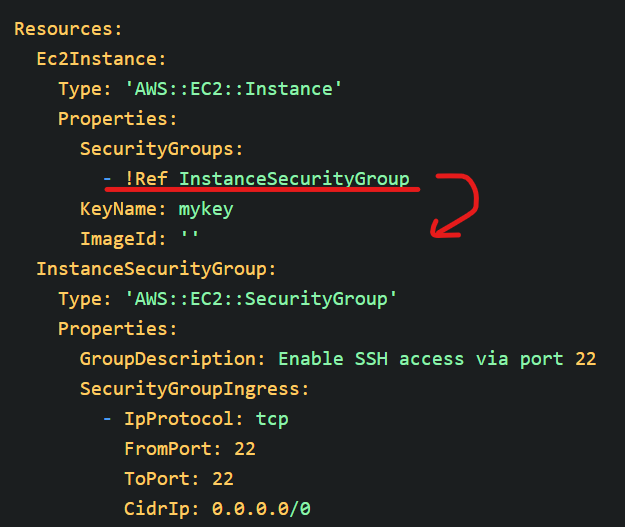 Resources:
  Ec2Instance:
    Type: 'AWS::EC2::Instance'
    Properties:
      SecurityGroups:
        - !Ref InstanceSecurityGroup
      KeyName: mykey
      ImageId: ''
  InstanceSecurityGroup:
    Type: 'AWS::EC2::SecurityGroup'
    Properties:
      GroupDescription: Enable SSH access via port 22
      SecurityGroupIngress:
        - IpProtocol: tcp
          FromPort: 22
          ToPort: 22
          CidrIp: 0.0.0.0/0